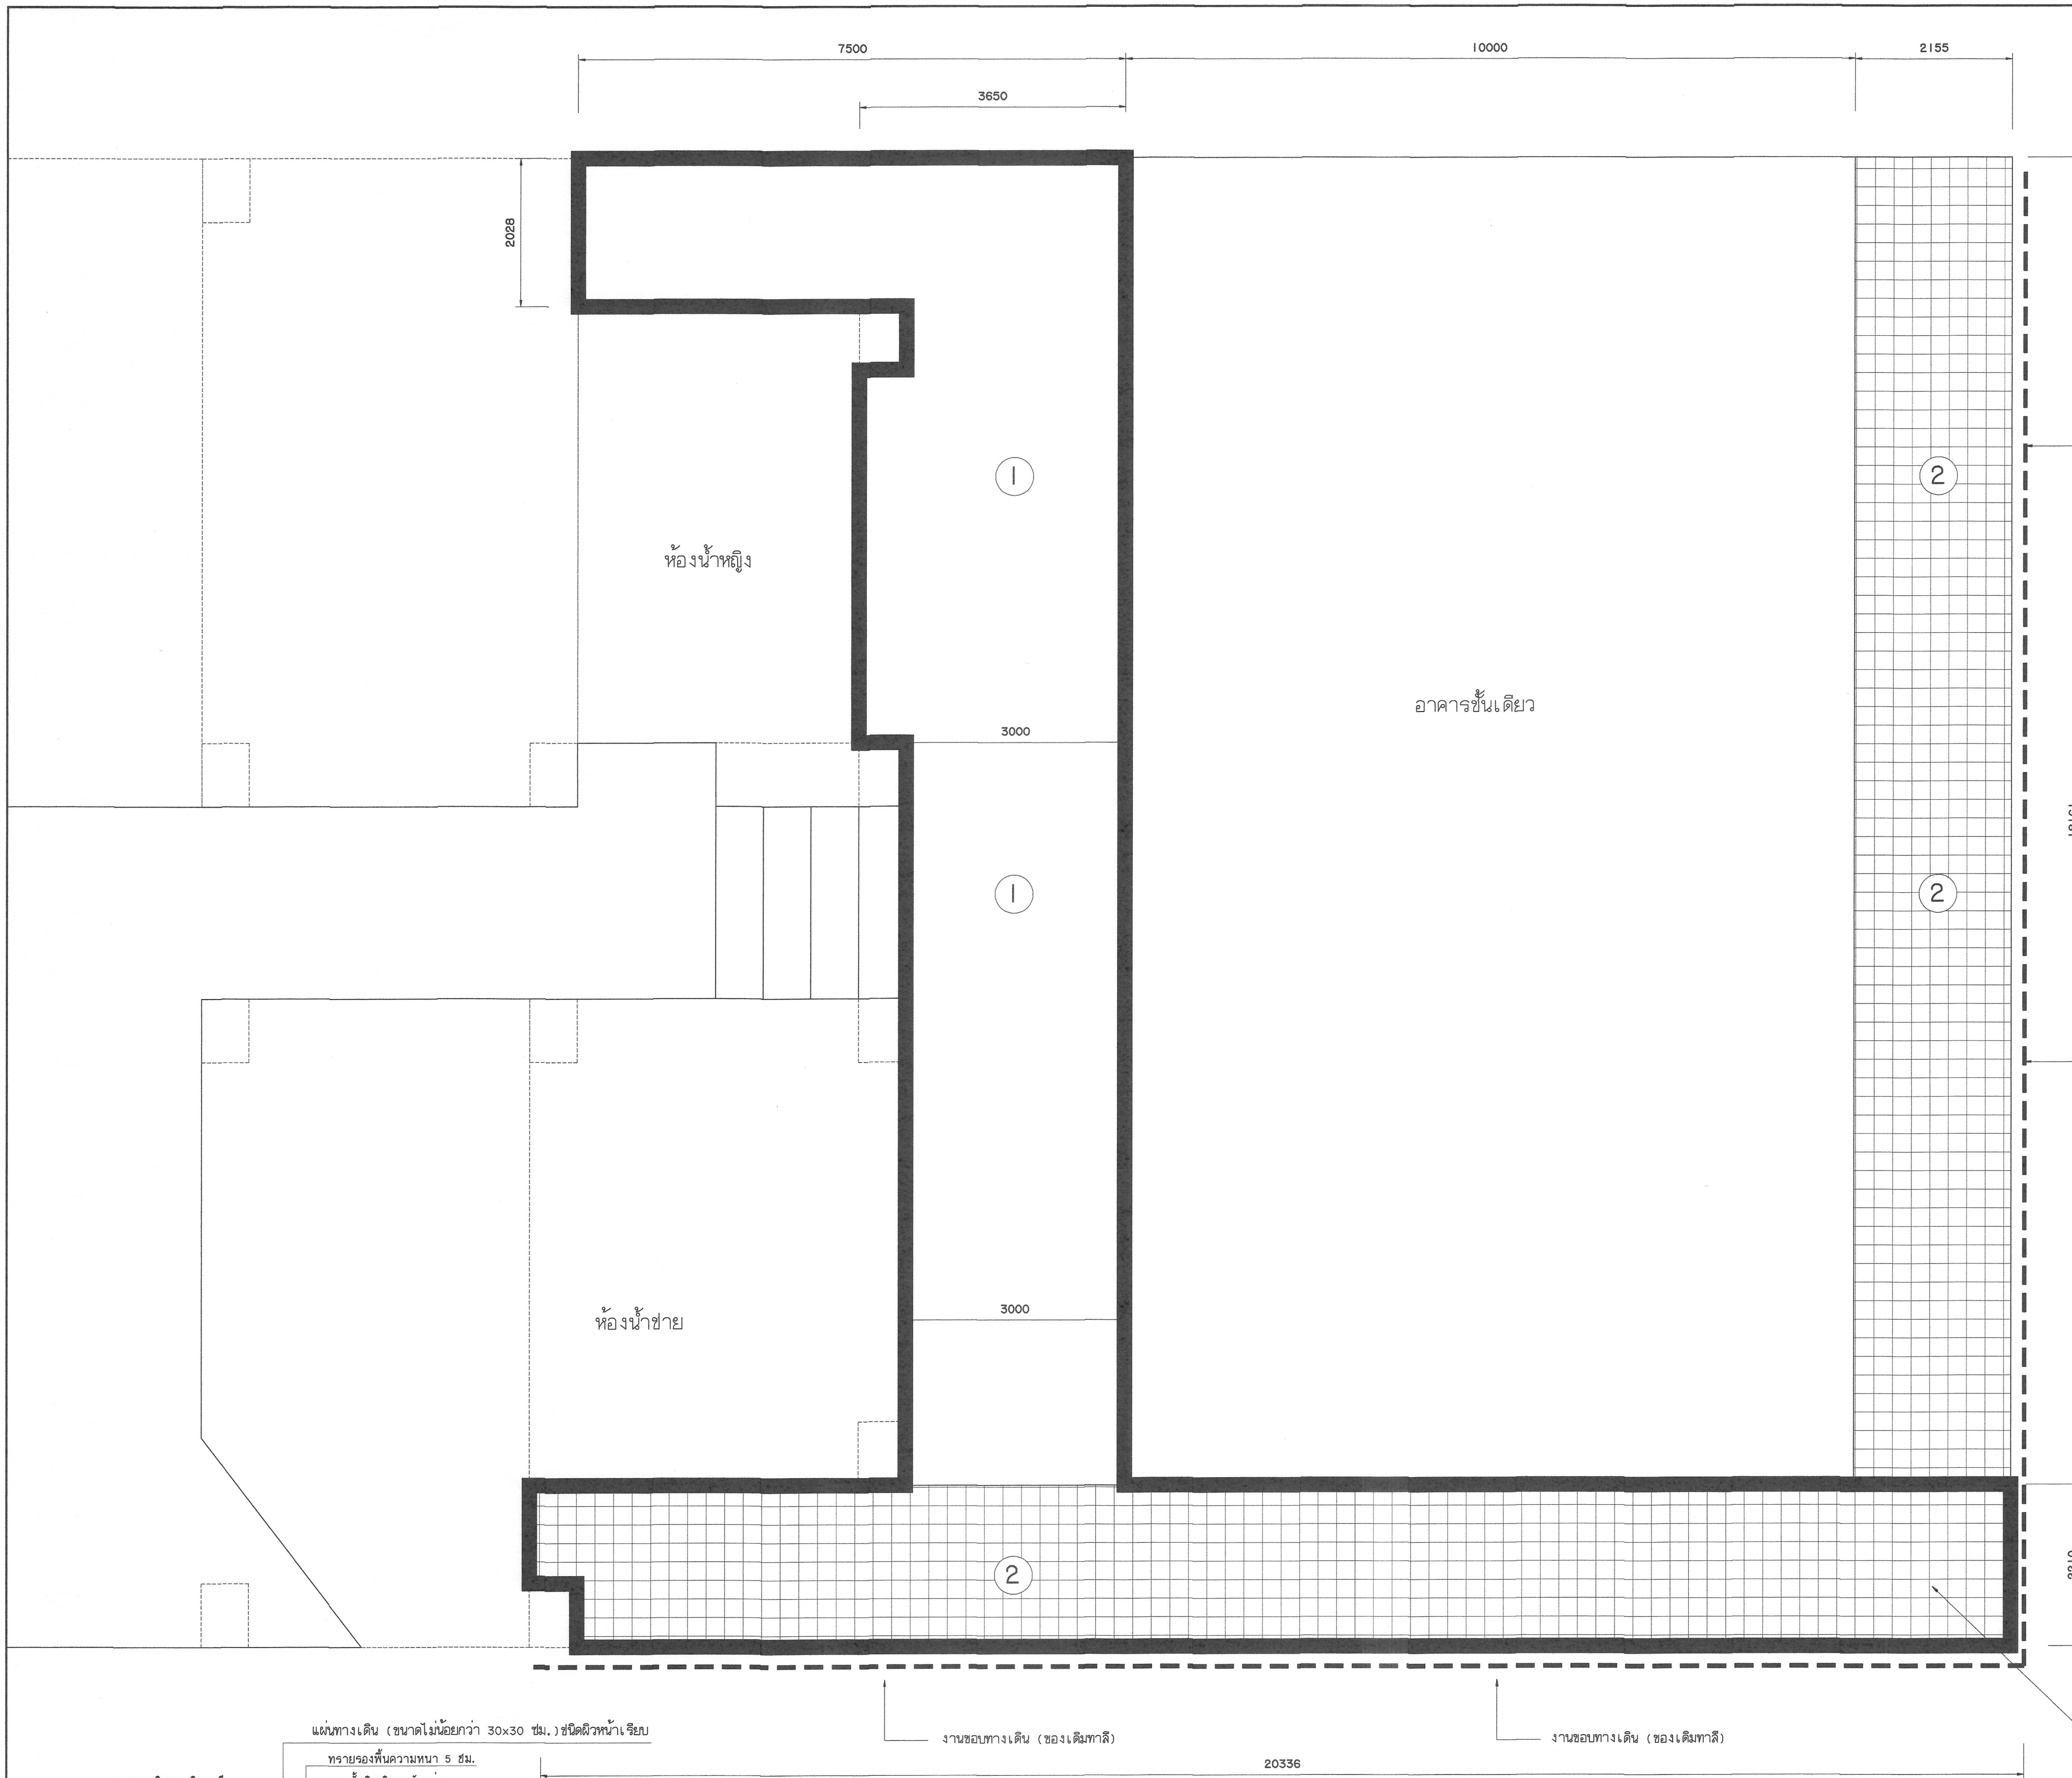 7500
10000
2155
3650
2028
1
2
ห้องน้ำหญิง
อาคารชั้นเดียว
3000
1
2
3000
ห้องน้ำชาย
2
แผ่นทางเดิน (ขนาดไม่น้อยกว่า 30x30 ซม.) ชนิดผิวหน้าเรียบ
งานขอบทางเดิน (ของเดิมทาสี)
งานขอบทางเดิน (ของเดิมทาสี)
ทรายรองพื้นความหนา 5 ซม.
20336